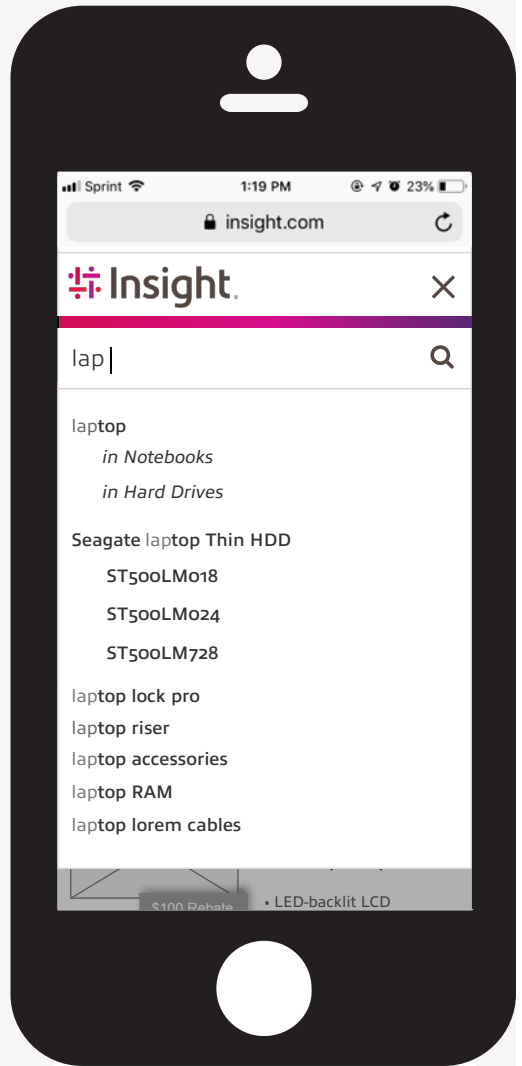 Sprint 1:19 PM 23%
insight.com
Insight.
lap
laptop
in Notebooks
in Hard Drives
Seagate laptop Thin HDD
ST500LM018
ST500LM024
ST500LM728
laptop lock pro
laptop riser
laptop accessories
laptop RAM
laptop lorem cables
$100 Rebate
• LED-backlit LCD